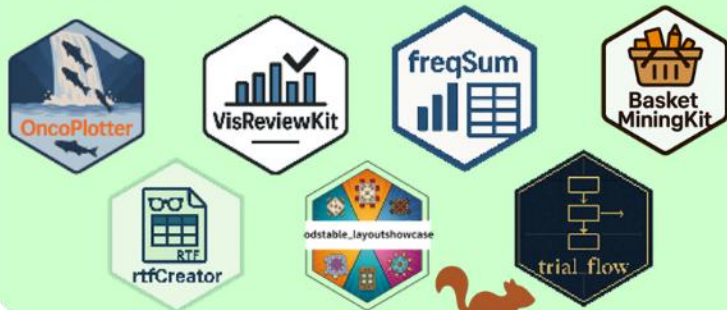 OncoPlotter
VisReviewKit
freqSum
Basket
MiningKit
RTF
rtfCreator
odstable_layoutshowcase
trial_flow